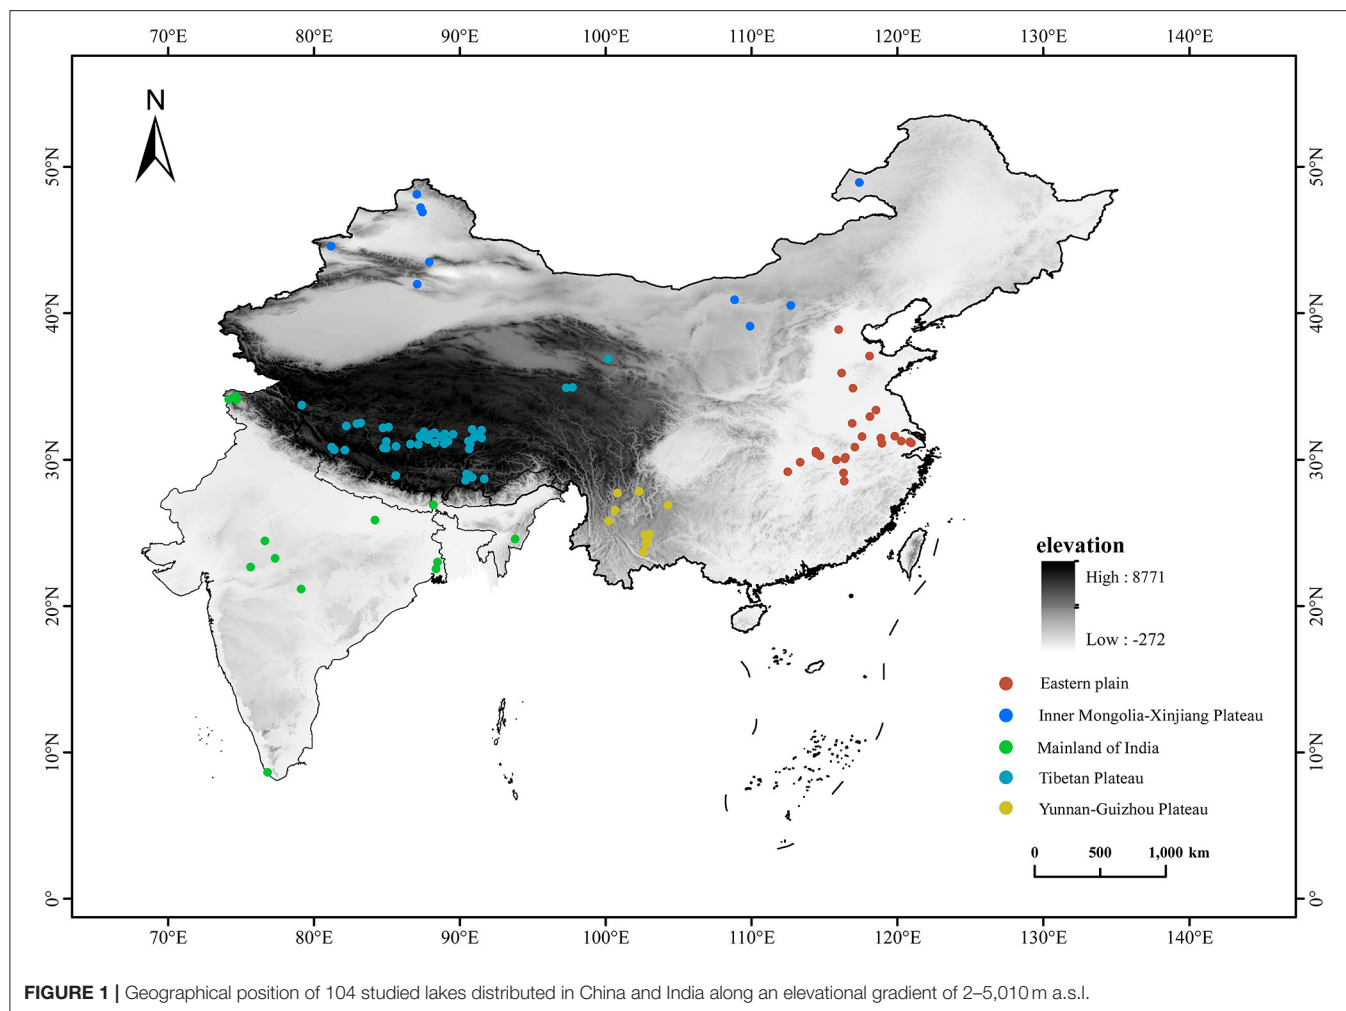 70°E 80°E 90°E 100°E 110°E 120°E 130°E 140°E
N
50°N 50°N
40°N 40°N
30°N 30°N
20°N 20°N
10°N 10°N
0° 0°
elevation
High : 8771
Low : -272
Eastern plain
Inner Mongolia-Xinjiang Plateau
Mainland of India
Tibetan Plateau
Yunnan-Guizhou Plateau
0 500 1,000 km
70°E 80°E 90°E 100°E 110°E 120°E 130°E 140°E
FIGURE 1 | Geographical position of 104 studied lakes distributed in China and India along an elevational gradient of 2–5,010 m a.s.l.